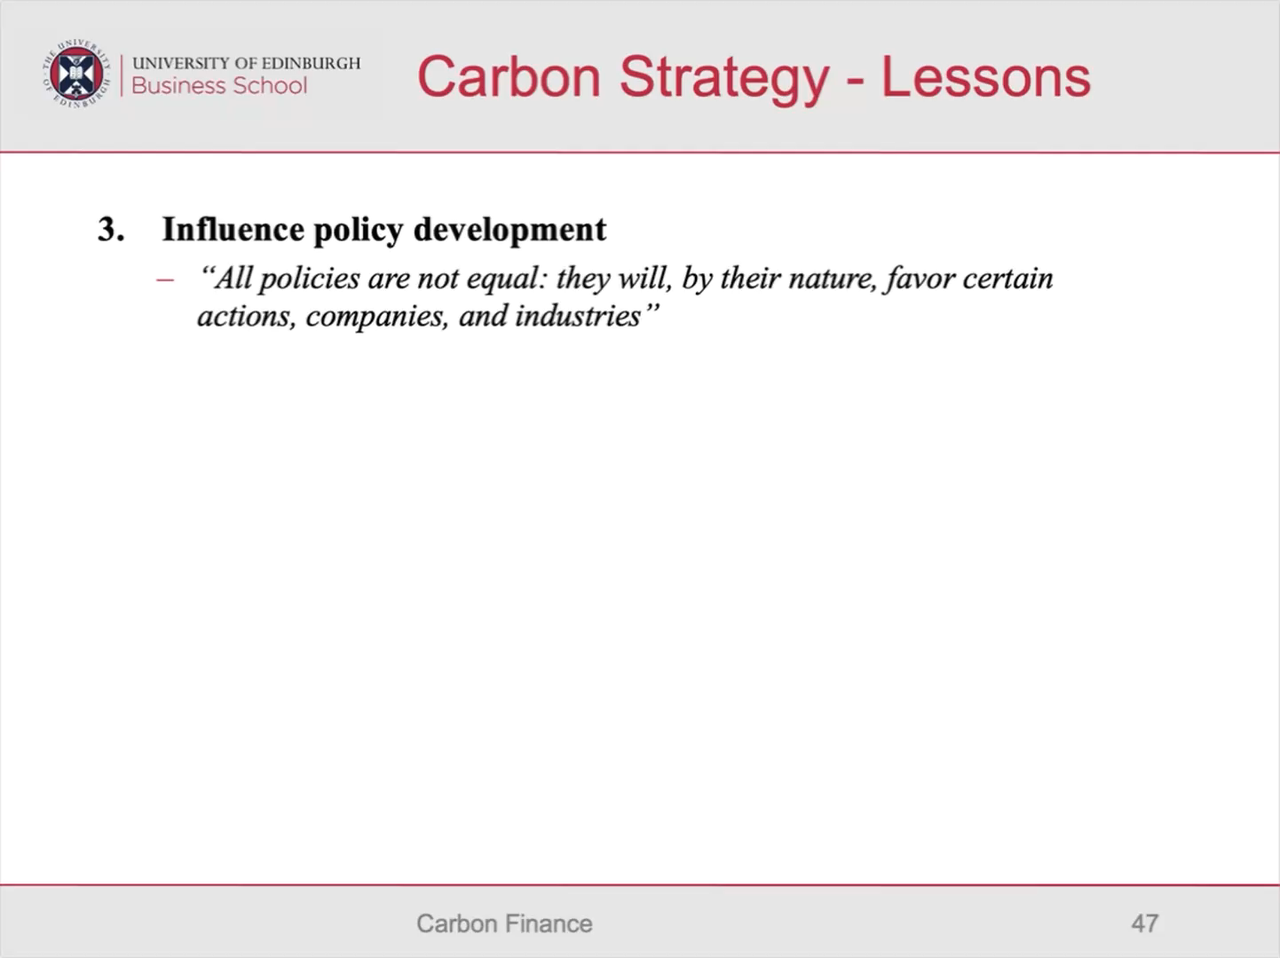 THE UNIVERSITY OF EDINBURGH
UNIVERSITY OF EDINBURGH
Business School
Carbon Strategy - Lessons
3. Influence policy development
– “All policies are not equal: they will, by their nature, favor certain
actions, companies, and industries”
Carbon Finance
47